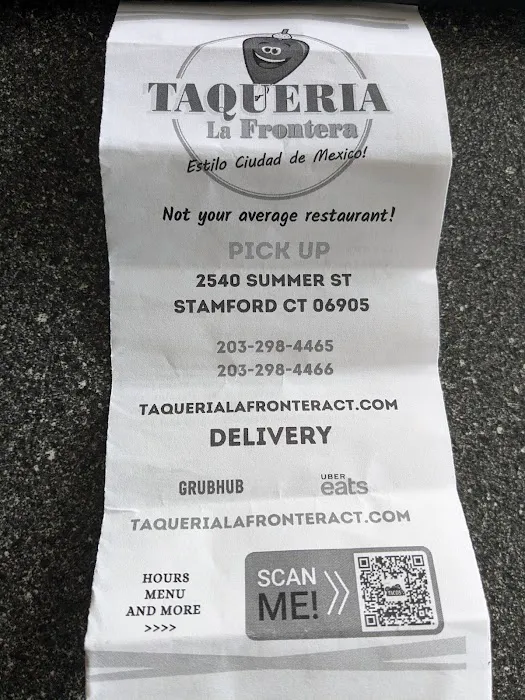 TAQUERIA
La Frontera
Estilo Ciudad de Mexico!
Not your average restaurant!
PICK UP
2540 SUMMER ST
STAMFORD CT 06905
203-298-4465
203-298-4466
TAQUERIALAFRONTERACT.COM
DELIVERY
GRUBHUB
UBER
eats
TAQUERIALAFRONTERACT.COM
HOURS
MENU
AND MORE
>>>>
SCAN
ME!